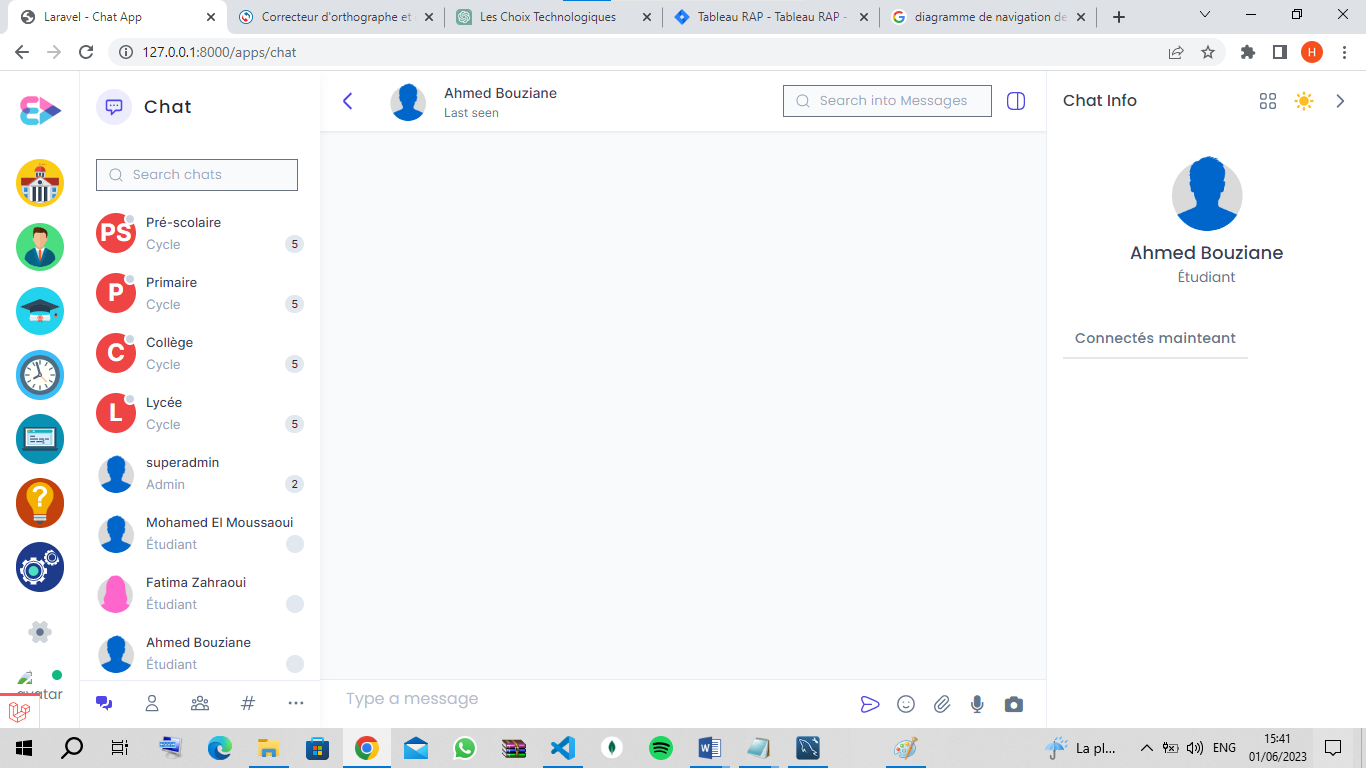 Laravel - Chat App
Correcteur d'orthographe et
Les Choix Technologiques
Tableau RAP - Tableau RAP -
diagramme de navigation de
127.0.0.1:8000/apps/chat
H
Chat
Search chats
PS
Pré-scolaire
Cycle
5
P
Primaire
Cycle
5
C
Collège
Cycle
5
L
Lycée
Cycle
5
superadmin
Admin
2
Mohamed El Moussaoui
Étudiant
Fatima Zahraoui
Étudiant
Ahmed Bouziane
Étudiant
avatar
Ahmed Bouziane
Last seen
Search into Messages
Type a message
Chat Info
Ahmed Bouziane
Étudiant
Connectés mainteant
La pl...
ENG
15:41
01/06/2023